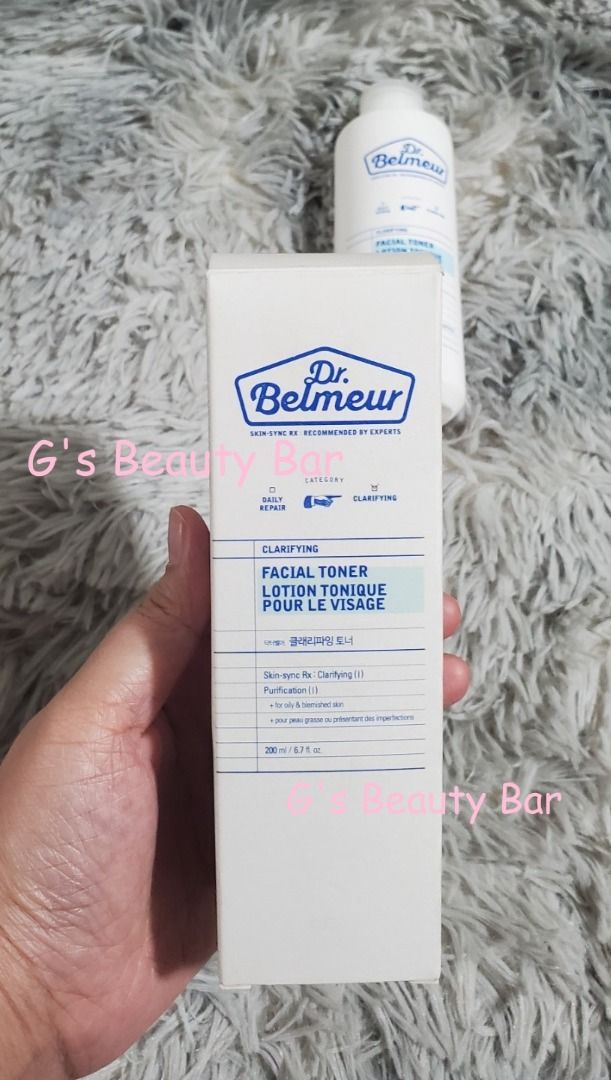 Dr.
Belmeur
CLARIFYING
FACIAL TONER
Dr.
Belmeur
SKIN-SYNC RX : RECOMMENDED BY EXPERTS
G's Beauty Bar
CATEGORY
DAILY REPAIR
CLARIFYING
CLARIFYING
FACIAL TONER
LOTION TONIQUE
POUR LE VISAGE
닥터벨머 클래리파잉 토너
Skin-sync Rx : Clarifying (I)
Purification (I)
+ for oily & blemished skin
+ pour peau grasse ou présentant des imperfections
200 ml / 6.7 fl. oz.
G's Beauty Bar